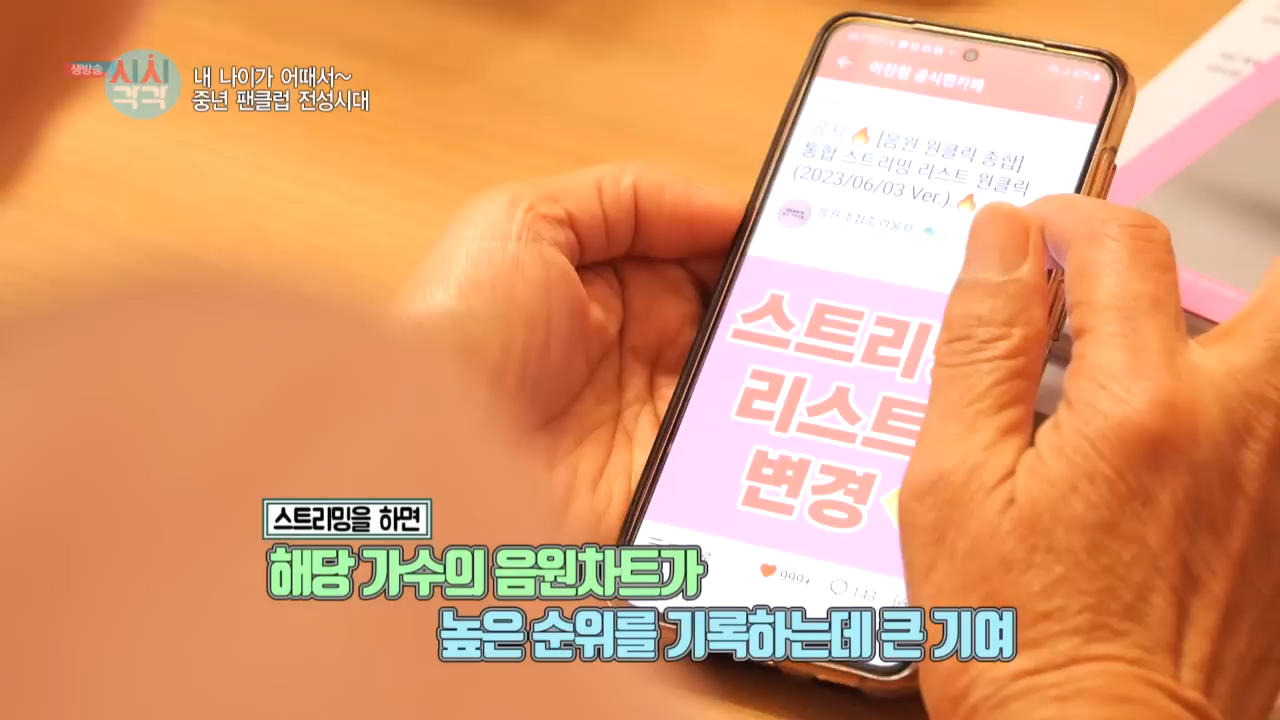 생방송
시시각각
내 나이가 어때서~
중년 팬클럽 전성시대
이찬원 공식팬카페
공지 🔥 [음원 원클릭 종합]
통합 스트리밍 리스트 원클릭
(2023/06/03 Ver.) 🔥
스트리밍
리스트
변경
999+
143
스트리밍을 하면
해당 가수의 음원차트가
높은 순위를 기록하는데 큰 기여